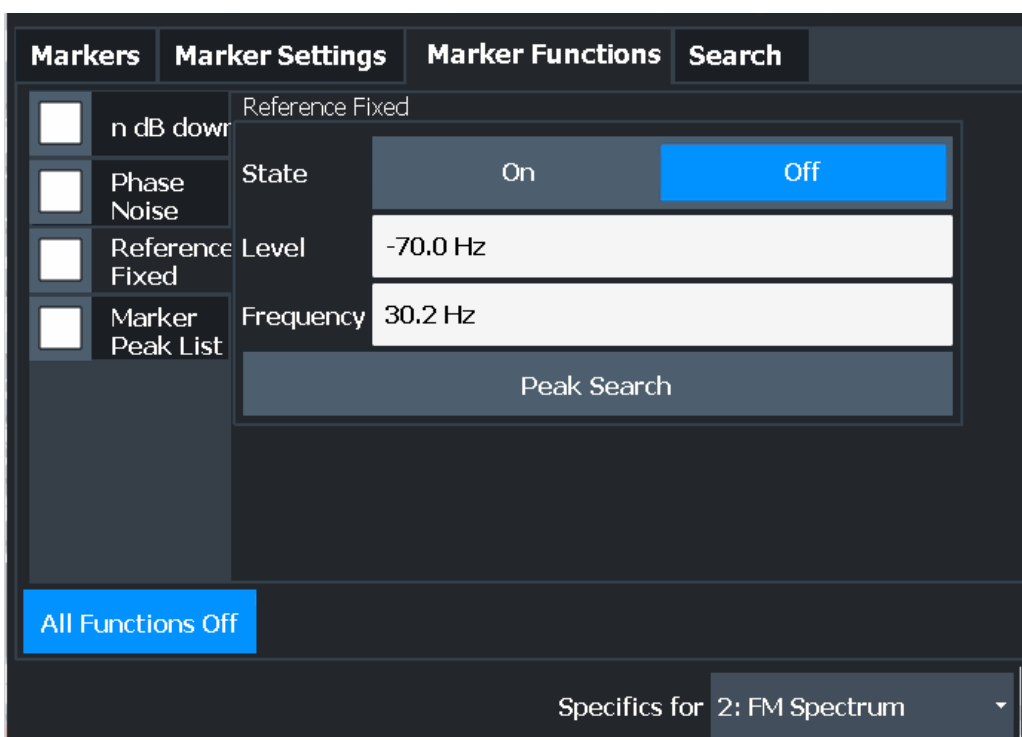 Markers Marker Settings Marker Functions Search
Reference Fixed
n dB down
State On Off
Phase
Noise
Reference
Fixed
Level -70.0 Hz
Marker
Peak List
Frequency 30.2 Hz
Peak Search
All Functions Off
Specifics for 2: FM Spectrum